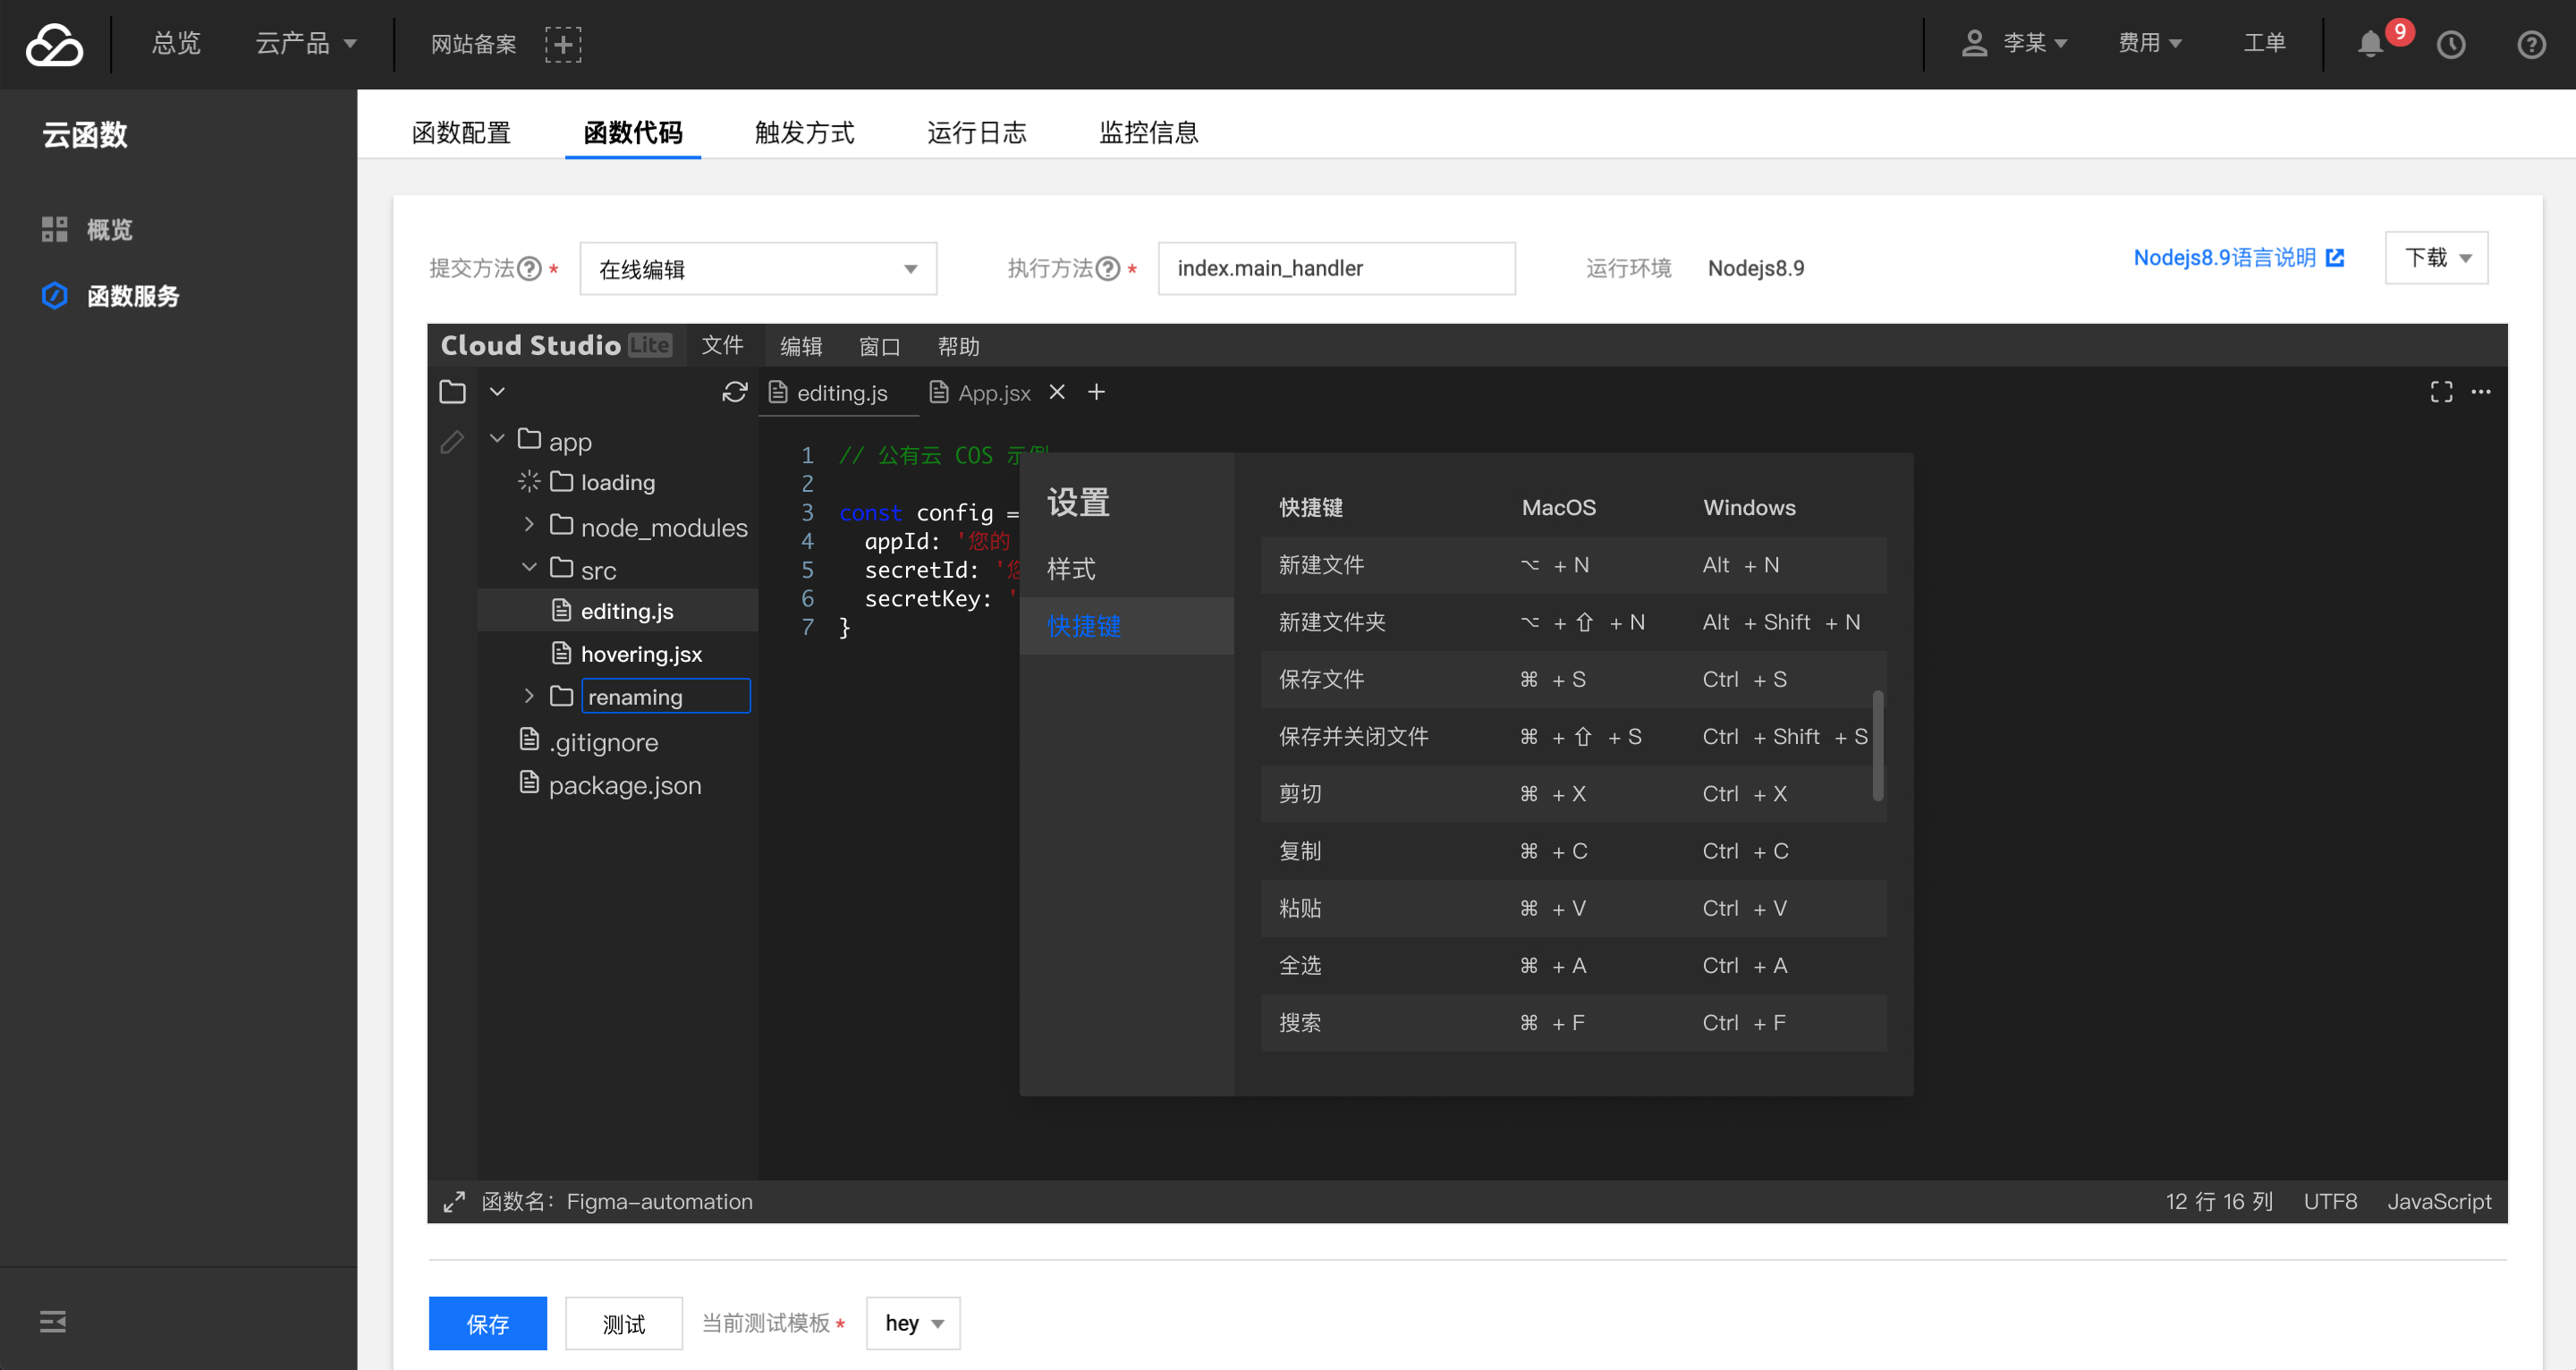 总览 云产品 网站备案 李某 费用 工单 9
云函数
概览
函数服务
函数配置 函数代码 触发方式 运行日志 监控信息
提交方法 * 在线编辑 执行方法 * index.main_handler 运行环境 Nodejs8.9 Nodejs8.9语言说明 下载
Cloud Studio Lite 文件 编辑 窗口 帮助
editing.js App.jsx
app
loading
node_modules
src
editing.js
hovering.jsx
renaming
.gitignore
package.json
1 // 公有云 COS 示例
2
3 const config =
4 appId: '您的
5 secretId: '您
6 secretKey: '
7 }
设置
样式
快捷键
快捷键 MacOS Windows
新建文件 ⌥ + N Alt + N
新建文件夹 ⌥ + ⇧ + N Alt + Shift + N
保存文件 ⌘ + S Ctrl + S
保存并关闭文件 ⌘ + ⇧ + S Ctrl + Shift + S
剪切 ⌘ + X Ctrl + X
复制 ⌘ + C Ctrl + C
粘贴 ⌘ + V Ctrl + V
全选 ⌘ + A Ctrl + A
搜索 ⌘ + F Ctrl + F
函数名：Figma-automation 12 行 16 列 UTF8 JavaScript
保存 测试 当前测试模板 * hey